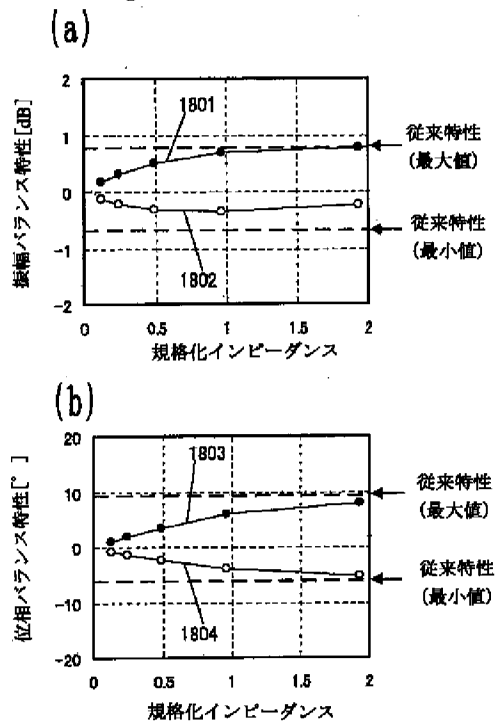 (a)
振幅バランス特性[dB]
2
1
0
-1
-2
1801
1802
従来特性
(最大値)
従来特性
(最小値)
0
0.5
1
1.5
2
規格化インピーダンス
(b)
位相バランス特性[°]
20
10
0
-10
-20
1803
1804
従来特性
(最大値)
従来特性
(最小値)
0
0.5
1
1.5
2
規格化インピーダンス